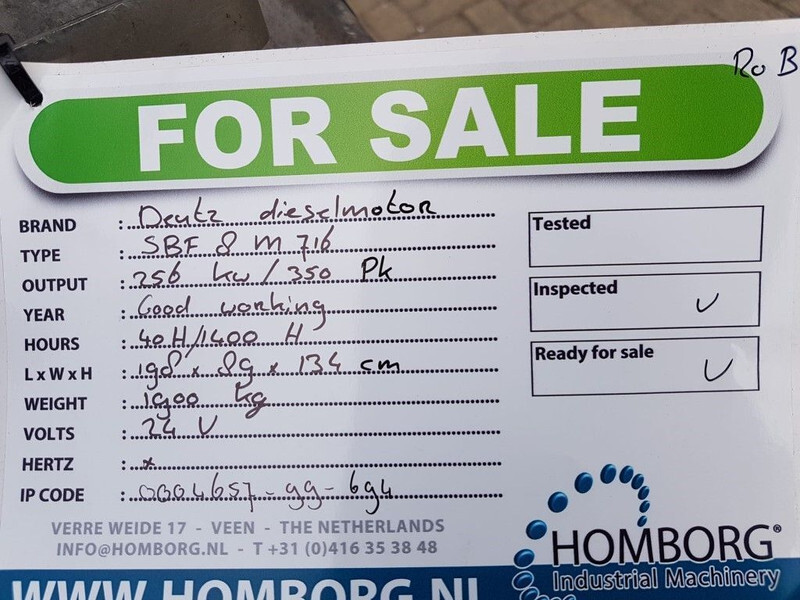 Ro B
FOR SALE
BRAND : Deutz dieselmotor
TYPE : SBF 8 M 716
OUTPUT : 256 kw / 350 Pk
YEAR : Good working
HOURS : 40 H/1400 H
L x W x H : 198 x 89 x 134 cm
WEIGHT : 1900 kg
VOLTS : 24 V
HERTZ : x
IP CODE : 0004657-99-694
Tested
Inspected ✓
Ready for sale ✓
VERRE WEIDE 17 - VEEN - THE NETHERLANDS
INFO@HOMBORG.NL - T +31 (0)416 35 38 48
HOMBORG®
Industrial Machinery
WWW.HOMBORG.NL